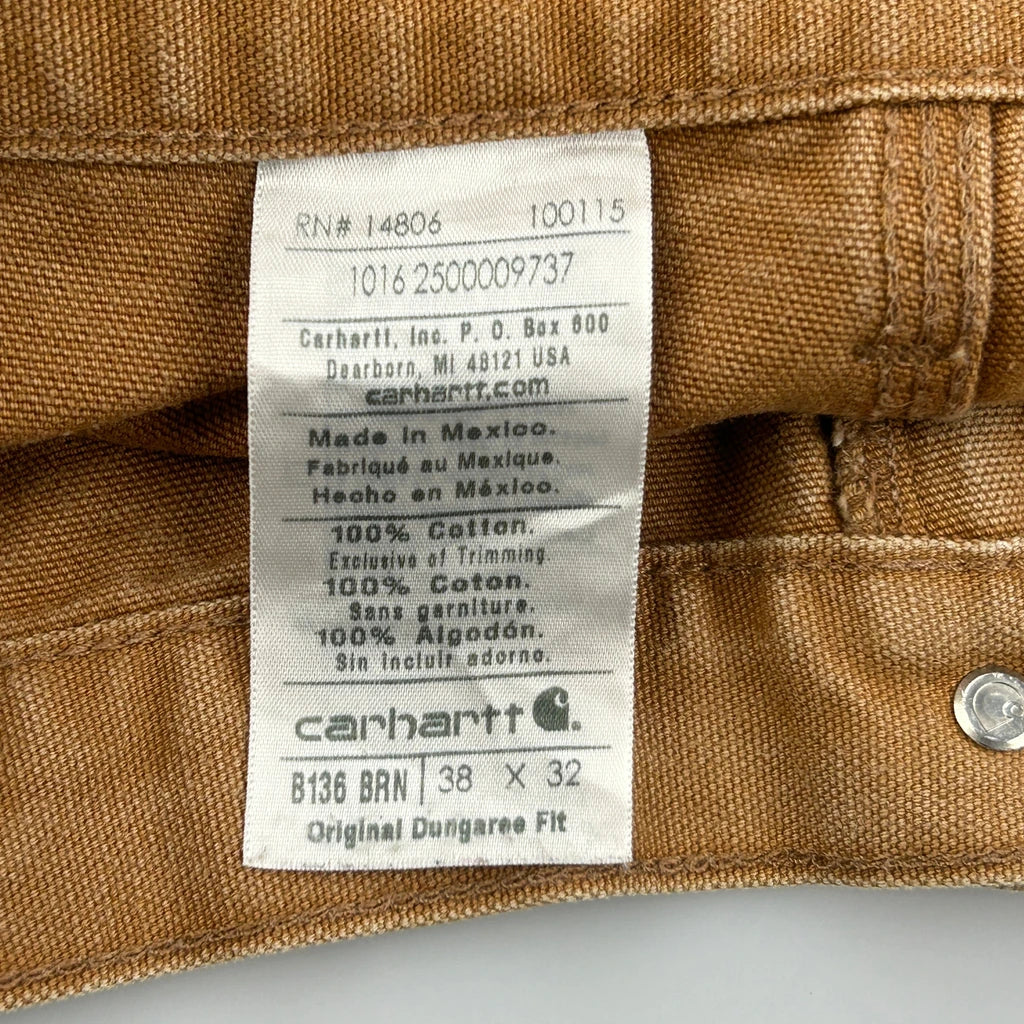 RN# 14806 100115
1016 2500009737
Carhartt, Inc. P. O. Box 600
Dearborn, MI 48121 USA
carhartt.com
Made in Mexico.
Fabriqué au Mexique.
Hecho en México.
100% Cotton.
Exclusive of Trimming.
100% Coton.
Sans garniture.
100% Algodón.
Sin incluir adorno.
carhartt
B136 BRN 38 X 32
Original Dungaree Fit